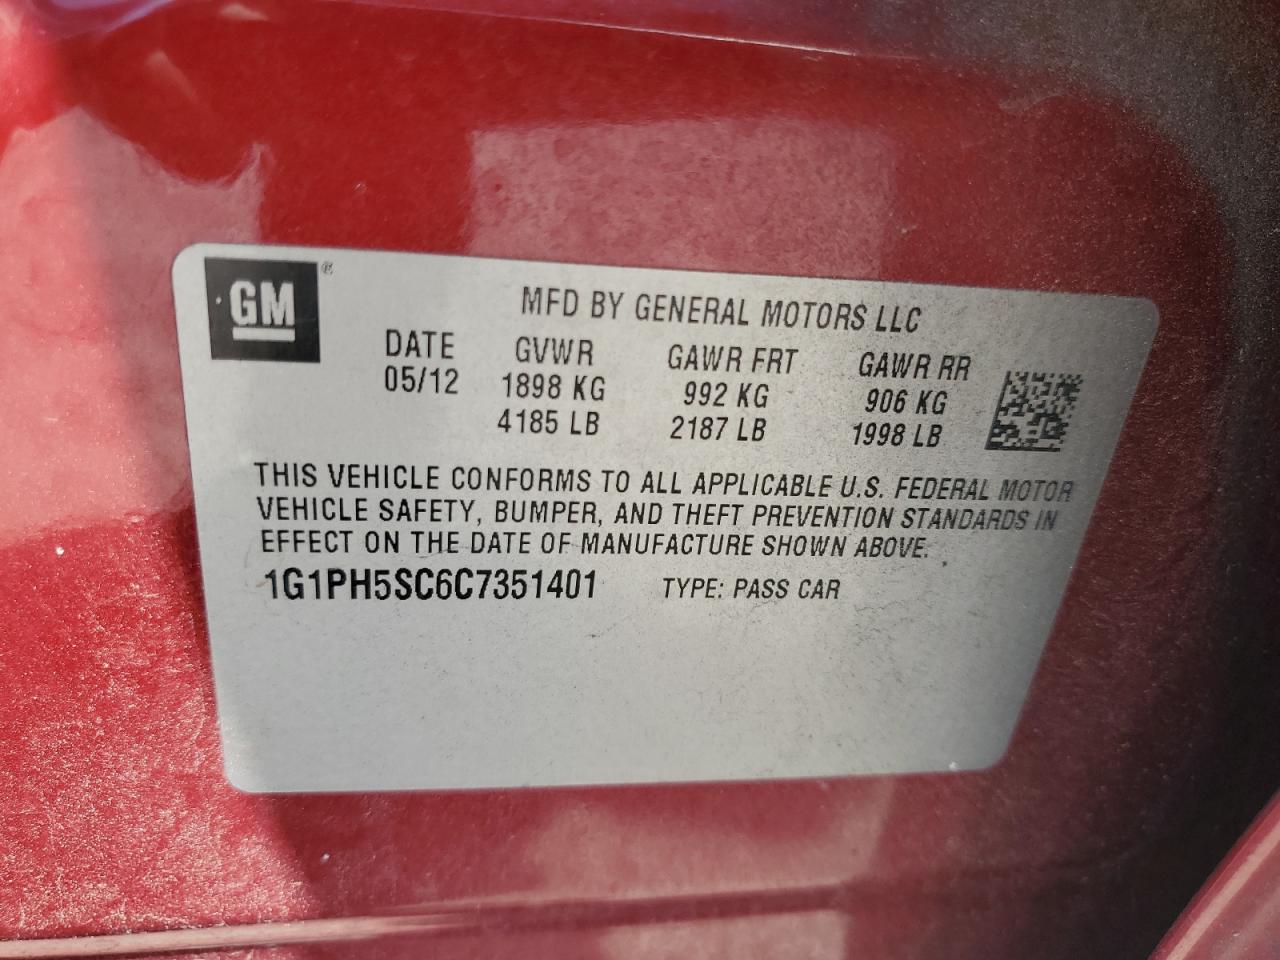 GM ®
MFD BY GENERAL MOTORS LLC
DATE GVWR GAWR FRT GAWR RR
05/12 1898 KG 992 KG 906 KG
4185 LB 2187 LB 1998 LB
THIS VEHICLE CONFORMS TO ALL APPLICABLE U.S. FEDERAL MOTOR
VEHICLE SAFETY, BUMPER, AND THEFT PREVENTION STANDARDS IN
EFFECT ON THE DATE OF MANUFACTURE SHOWN ABOVE.
1G1PH5SC6C7351401 TYPE: PASS CAR